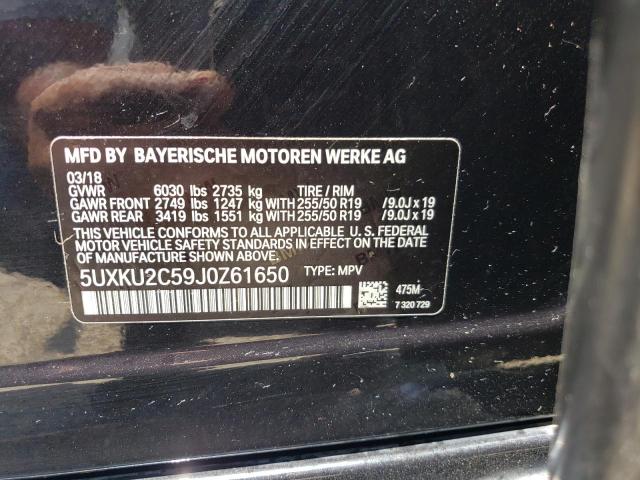 MFD BY BAYERISCHE MOTOREN WERKE AG
03/18
GVWR 6030 lbs 2735 kg TIRE / RIM
GAWR FRONT 2749 lbs 1247 kg WITH 255/50 R19 /9.0J x 19
GAWR REAR 3419 lbs 1551 kg WITH 255/50 R19 /9.0J x 19
THIS VEHICLE CONFORMS TO ALL APPLICABLE U. S. FEDERAL
MOTOR VEHICLE SAFETY STANDARDS IN EFFECT ON THE DATE
OF MANUFACTURE SHOWN ABOVE.
5UXKU2C59J0Z61650 TYPE: MPV
475M
7 320 729